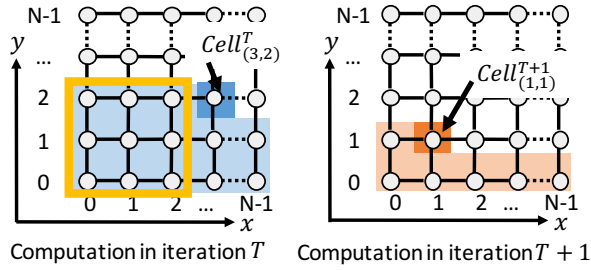 N-1
y
Cell^T_(3,2)
...
2
1
0
0 1 2 ... N-1
x
Computation in iteration T
N-1
y
Cell^{T+1}_(1,1)
...
2
1
0
0 1 2 ... N-1
x
Computation in iteration T + 1